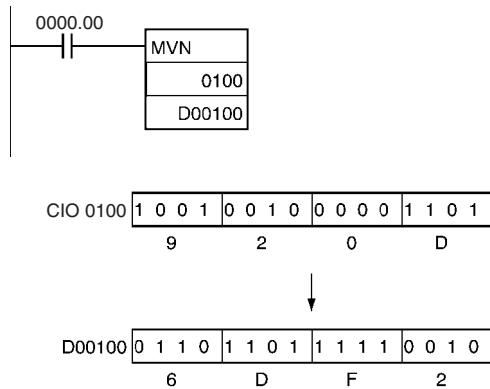 0000.00
MVN
0100
D00100
CIO 0100 1 0 0 1 0 0 1 0 0 0 0 0 1 1 0 1
9 2 0 D
D00100 0 1 1 0 1 1 0 1 1 1 1 1 0 0 1 0
6 D F 2